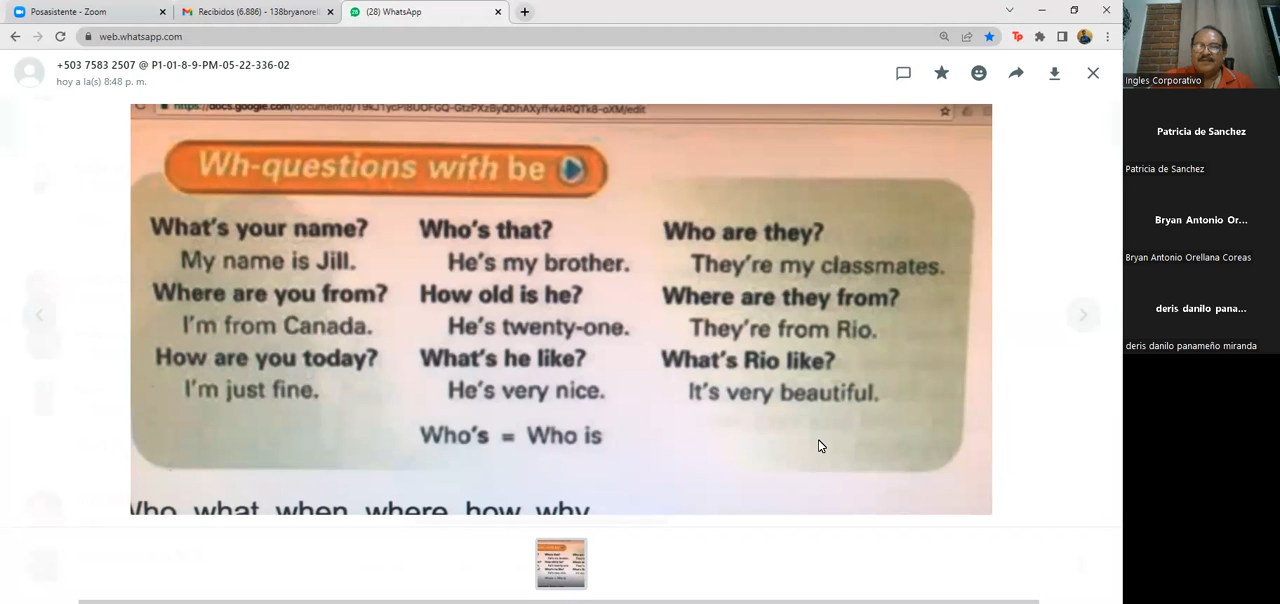 Posasistente - Zoom
Recibidos (6.886) - 138bryanorel
(28) WhatsApp
web.whatsapp.com
+503 7583 2507 @ P1-01-8-9-PM-05-22-336-02
hoy a la(s) 8:48 p. m.
Wh-questions with be
What's your name?
My name is Jill.
Where are you from?
I'm from Canada.
How are you today?
I'm just fine.
Who's that?
He's my brother.
How old is he?
He's twenty-one.
What's he like?
He's very nice.
Who's = Who is
Who are they?
They're my classmates.
Where are they from?
They're from Rio.
What's Rio like?
It's very beautiful.
Who what when where how why
Ingles Corporativo
Patricia de Sanchez
Patricia de Sanchez
Bryan Antonio Or...
Bryan Antonio Orellana Coreas
deris danilo pana...
deris danilo panameño miranda